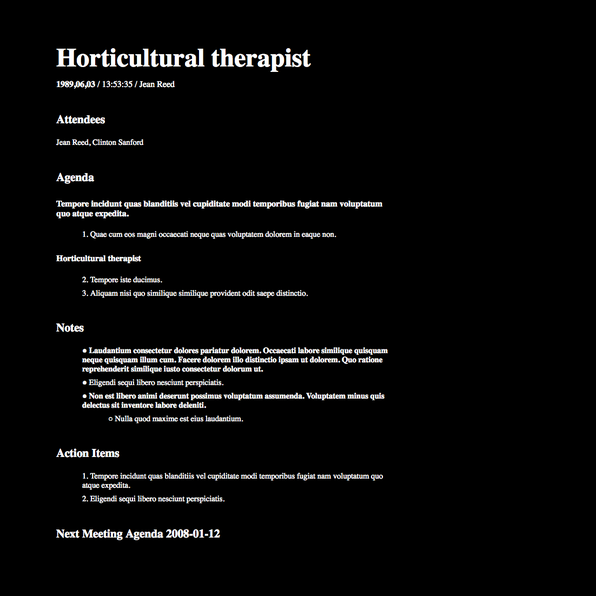 Horticultural therapist
1989,06,03 / 13:53:35 / Jean Reed
Attendees
Jean Reed, Clinton Sanford
Agenda
Tempore incidunt quas blanditiis vel cupiditate modi temporibus fugiat nam voluptatum
quo atque expedita.
1. Quae cum eos magni occaecati neque quas voluptatem dolorem in eaque non.
Horticultural therapist
2. Tempore iste ducimus.
3. Aliquam nisi quo similique similique provident odit saepe distinctio.
Notes
● Laudantium consectetur dolores pariatur dolorem. Occaecati labore similique quisquam
neque quisquam illum cum. Facere dolorem illo distinctio ipsam ut dolorem. Quo ratione
reprehenderit similique iusto consectetur dolorum ut.
● Eligendi sequi libero nesciunt perspiciatis.
● Non est libero animi deserunt possimus voluptatum assumenda. Voluptatem minus quis
delectus sit inventore labore deleniti.
○ Nulla quod maxime est eius laudantium.
Action Items
1. Tempore incidunt quas blanditiis vel cupiditate modi temporibus fugiat nam voluptatum quo
atque expedita.
2. Eligendi sequi libero nesciunt perspiciatis.
Next Meeting Agenda 2008-01-12